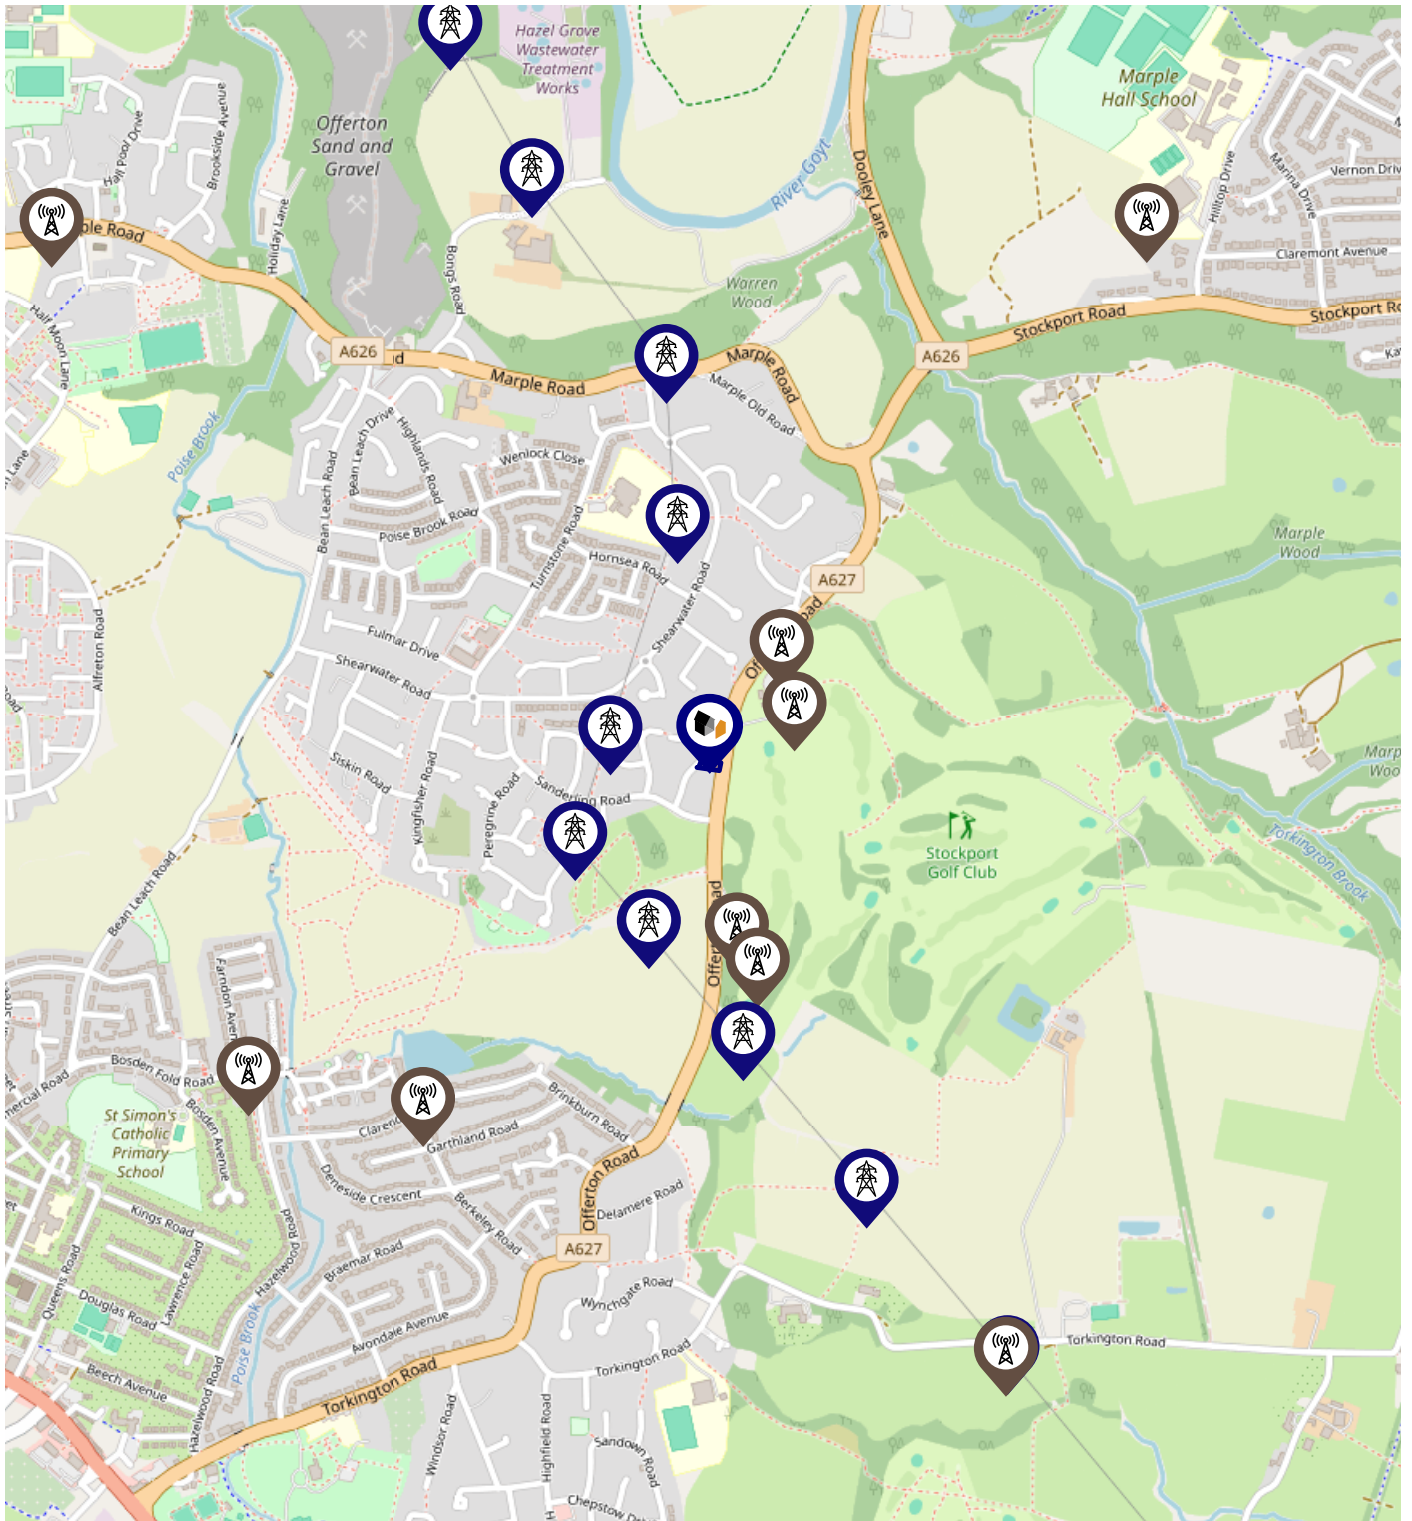 Hazel Grove
Wastewater
Treatment
Works
Marple
Hall School
Offerton
Sand and
Gravel
Hall Pool Drive
Brookside Avenue
Holiday Lane
River Goyt
Dooley Lane
Hilltop Drive
Marina Drive
Vernon Driv
Claremont Avenue
ple Road
Bongs Road
Warren
Wood
Half Moon Lane
A626
Marple Road
Marple Road
Marple Old Road
A626
Stockport Road
Stockport Ro
Ka
Poise Brook
n Lane
Bean Leach Drive
Highlands Road
Bean Leach Road
Wenlock Close
Poise Brook Road
Turnstone Road
Hornsea Road
Shearwater Road
A627
Marple
Wood
Alfreton Road
Fulmar Drive
Shearwater Road
Siskin Road
Kingfisher Road
Peregrine Road
Sanderling Road
Marp
Woo
Stockport
Golf Club
Torkington Brook
Bean Leach Road
Farndon Avenue
Bosden Fold Road
mercial Road
Bosden Avenue
St Simon's
Catholic
Primary
School
Garthland Road
Brinkburn Road
Deneside Crescent
Berkeley Road
Offerton Road
Delamere Road
A627
Kings Road
Queens Road
Lawrence Road
Hazelwood Road
Braemar Road
Douglas Road
Wynchgate Road
Avondale Avenue
Poise Brook
Torkington Road
Torkington Road
Torkington Road
Beech Avenue
Hazelwood Road
Windsor Road
Highfield Road
Sandown Road